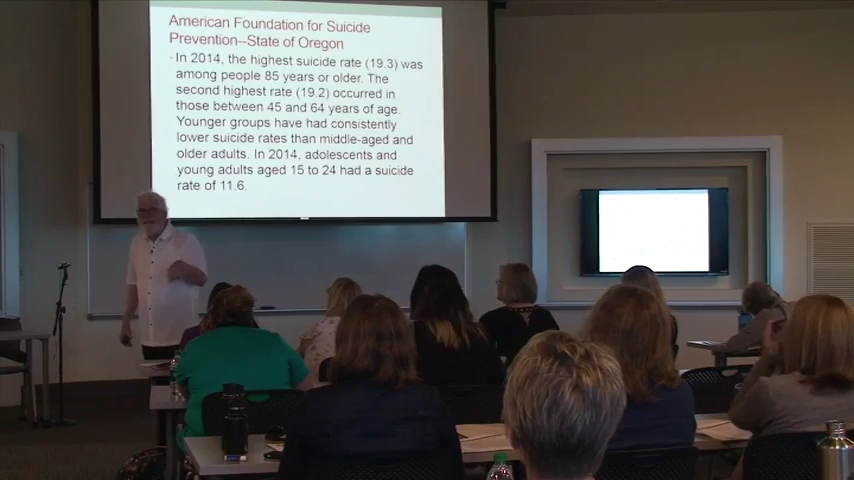 American Foundation for Suicide
Prevention--State of Oregon
In 2014, the highest suicide rate (19.3) was
among people 85 years or older. The
second highest rate (19.2) occurred in
those between 45 and 64 years of age.
Younger groups have had consistently
lower suicide rates than middle-aged and
older adults. In 2014, adolescents and
young adults aged 15 to 24 had a suicide
rate of 11.6.